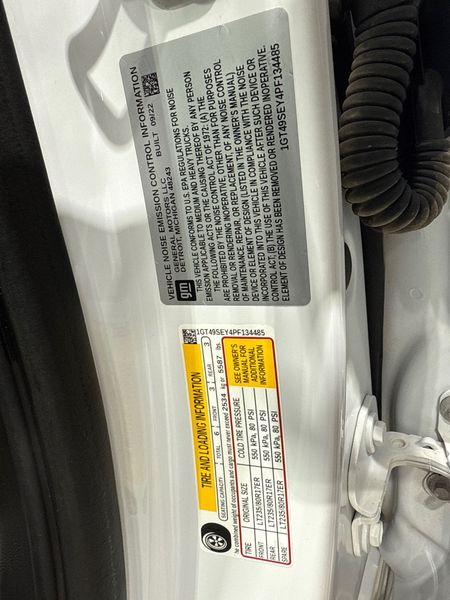 VEHICLE NOISE EMISSION CONTROL INFORMATION
GENERAL MOTORS LLC BUILT 09/22
DETROIT, MICHIGAN 48243
gm
THIS VEHICLE CONFORMS TO U.S. EPA REGULATIONS FOR NOISE
EMISSION APPLICABLE TO MEDIUM AND HEAVY TRUCKS.
THE FOLLOWING ACTS OR THE CAUSING THEREOF BY ANY PERSON
ARE PROHIBITED BY THE NOISE CONTROL ACT OF 1972: (A) THE
REMOVAL OR RENDERING INOPERATIVE, OTHER THAN FOR PURPOSES
OF MAINTENANCE, REPAIR, OR REPLACEMENT, OF ANY NOISE CONTROL
DEVICE OR ELEMENT OF DESIGN (LISTED IN THE OWNER'S MANUAL)
INCORPORATED INTO THIS VEHICLE IN COMPLIANCE WITH THE NOISE
CONTROL ACT; (B) THE USE OF THIS VEHICLE AFTER SUCH DEVICE OR
ELEMENT OF DESIGN HAS BEEN REMOVED OR RENDERED INOPERATIVE.
1GT49SEY4PF134485
1GT49SEY4PF134485
TIRE AND LOADING INFORMATION
SEATING CAPACITY TOTAL 6 FRONT 3 REAR 3
he combined weight of occupants and cargo must never exceed 2534 kg or 5587 lbs.
TIRE ORIGINAL SIZE COLD TIRE PRESSURE
FRONT LT235/80R17ER 550 kPa, 80 PSI
REAR LT235/80R17ER 550 kPa, 80 PSI
SPARE LT235/80R17ER 550 kPa, 80 PSI
SEE OWNER'S
MANUAL FOR
ADDITIONAL
INFORMATION